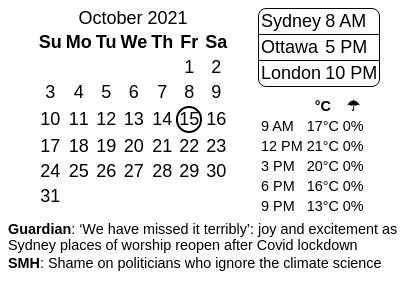 October 2021
Su Mo Tu We Th Fr Sa
1 2
3 4 5 6 7 8 9
10 11 12 13 14 15 16
17 18 19 20 21 22 23
24 25 26 27 28 29 30
31
Sydney 8 AM
Ottawa 5 PM
London 10 PM
°C ☂
9 AM 17°C 0%
12 PM 21°C 0%
3 PM 20°C 0%
6 PM 16°C 0%
9 PM 13°C 0%
Guardian: ‘We have missed it terribly’: joy and excitement as
Sydney places of worship reopen after Covid lockdown
SMH: Shame on politicians who ignore the climate science